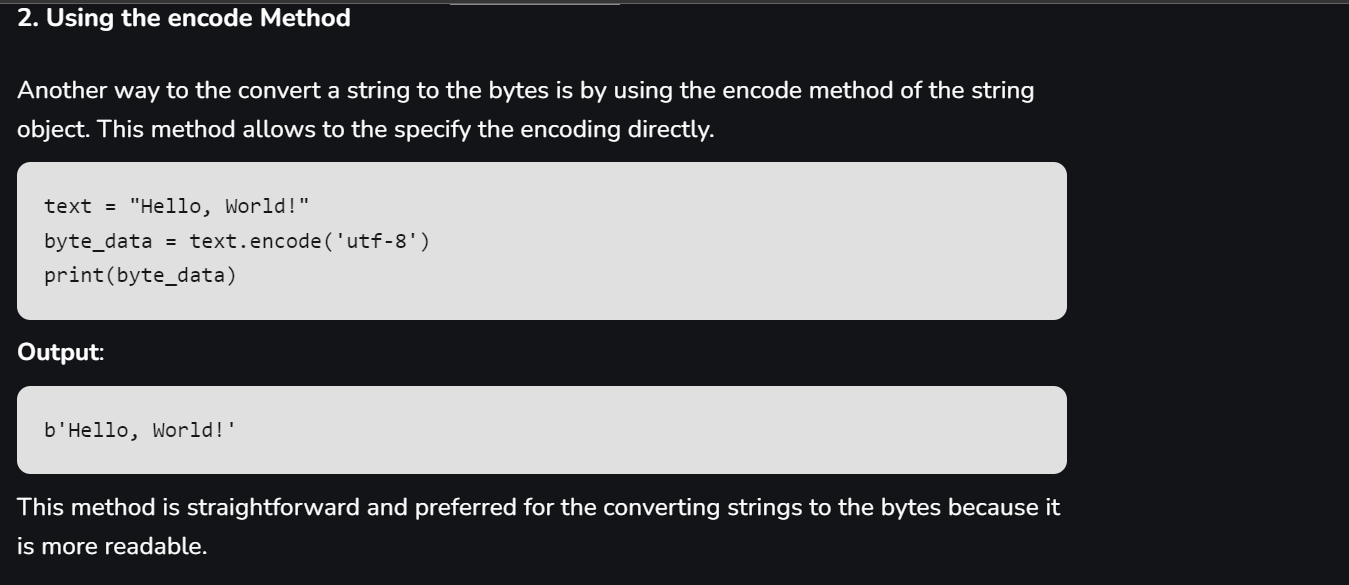 2. Using the encode Method
Another way to the convert a string to the bytes is by using the encode method of the string
object. This method allows to the specify the encoding directly.
text = "Hello, World!"
byte_data = text.encode('utf-8')
print(byte_data)
Output:
b'Hello, World!'
This method is straightforward and preferred for the converting strings to the bytes because it
is more readable.